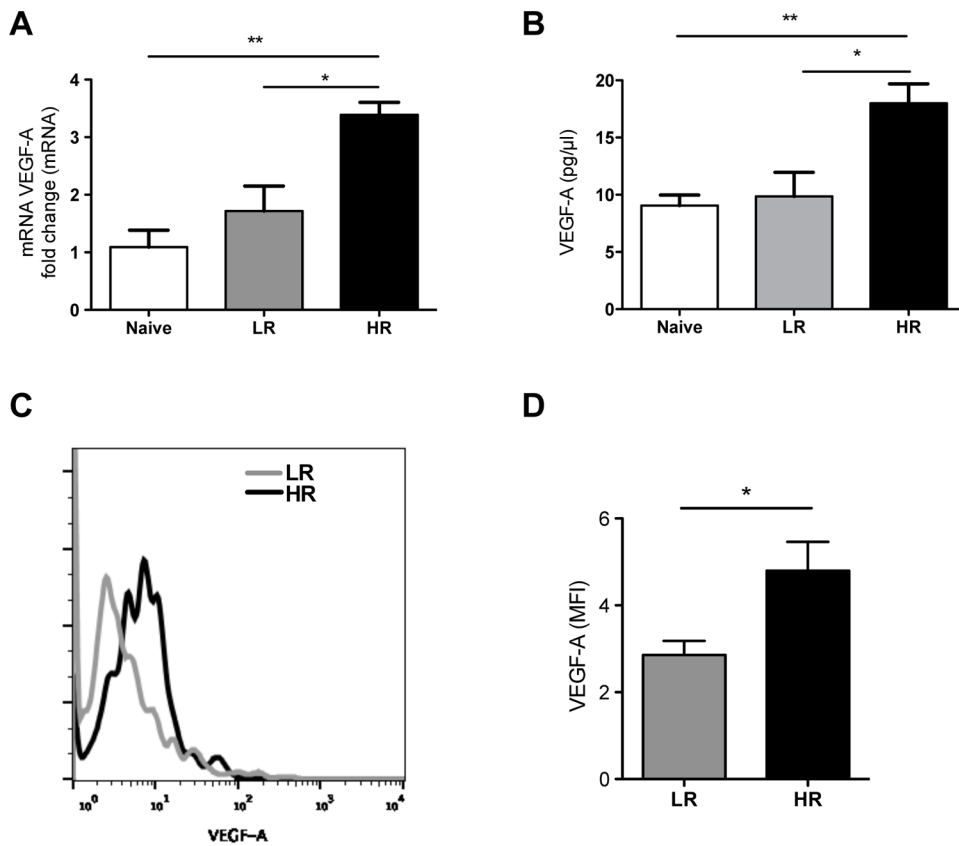 A
**
*
4
3
2
1
0
mRNA VEGF-A
fold change (mRNA)
Naive LR HR
B
**
*
20
15
10
5
0
VEGF-A (pg/µl)
Naive LR HR
C
LR
HR
10⁰ 10¹ 10² 10³ 10⁴
VEGF-A
D
*
6
4
2
0
VEGF-A (MFI)
LR HR